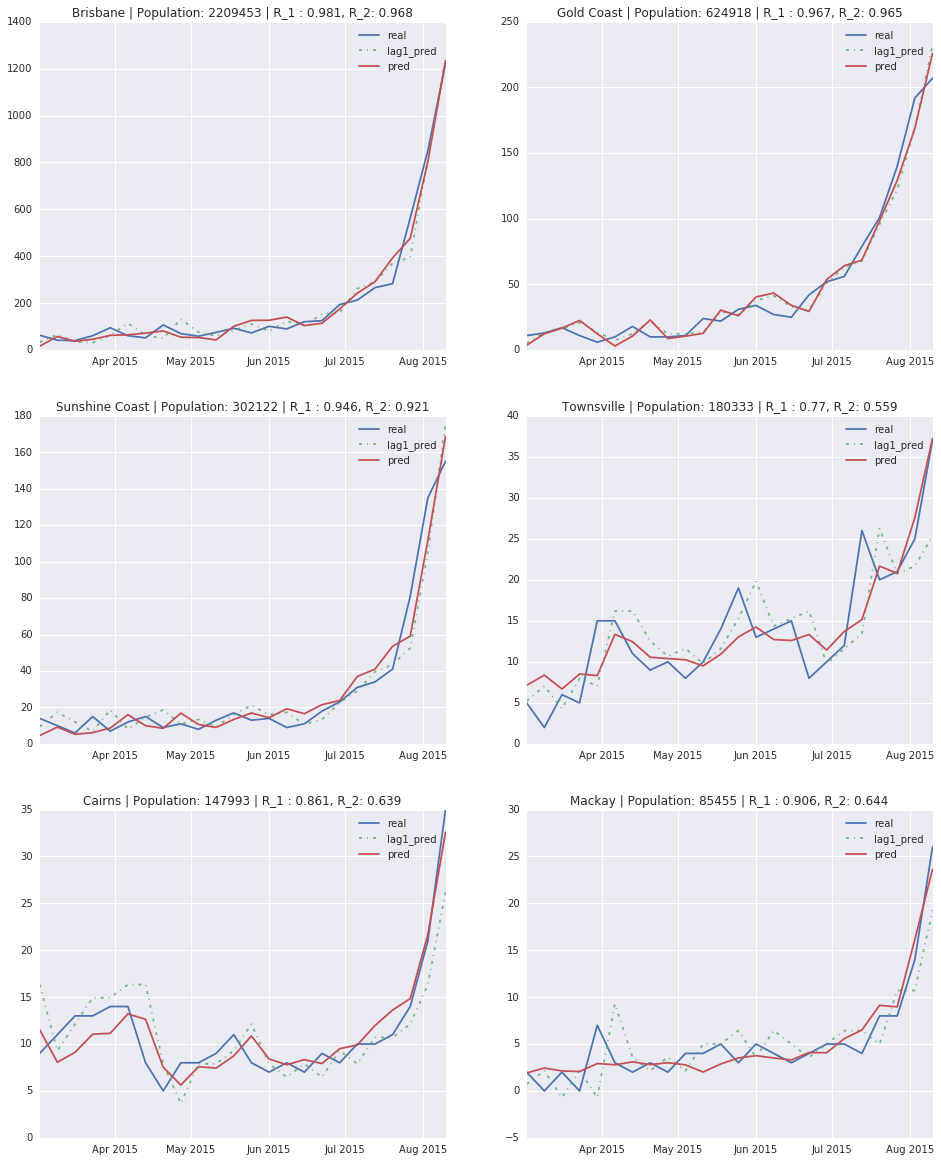 Brisbane | Population: 2209453 | R_1 : 0.981, R_2: 0.968
1400
1200
1000
800
600
400
200
0
real
lag1_pred
pred
Apr 2015 May 2015 Jun 2015 Jul 2015 Aug 2015
Gold Coast | Population: 624918 | R_1 : 0.967, R_2: 0.965
250
200
150
100
50
0
real
lag1_pred
pred
Apr 2015 May 2015 Jun 2015 Jul 2015 Aug 2015
Sunshine Coast | Population: 302122 | R_1 : 0.946, R_2: 0.921
180
160
140
120
100
80
60
40
20
0
real
lag1_pred
pred
Apr 2015 May 2015 Jun 2015 Jul 2015 Aug 2015
Townsville | Population: 180333 | R_1 : 0.77, R_2: 0.559
40
35
30
25
20
15
10
5
0
real
lag1_pred
pred
Apr 2015 May 2015 Jun 2015 Jul 2015 Aug 2015
Cairns | Population: 147993 | R_1 : 0.861, R_2: 0.639
35
30
25
20
15
10
5
0
real
lag1_pred
pred
Apr 2015 May 2015 Jun 2015 Jul 2015 Aug 2015
Mackay | Population: 85455 | R_1 : 0.906, R_2: 0.644
30
25
20
15
10
5
0
−5
real
lag1_pred
pred
Apr 2015 May 2015 Jun 2015 Jul 2015 Aug 2015